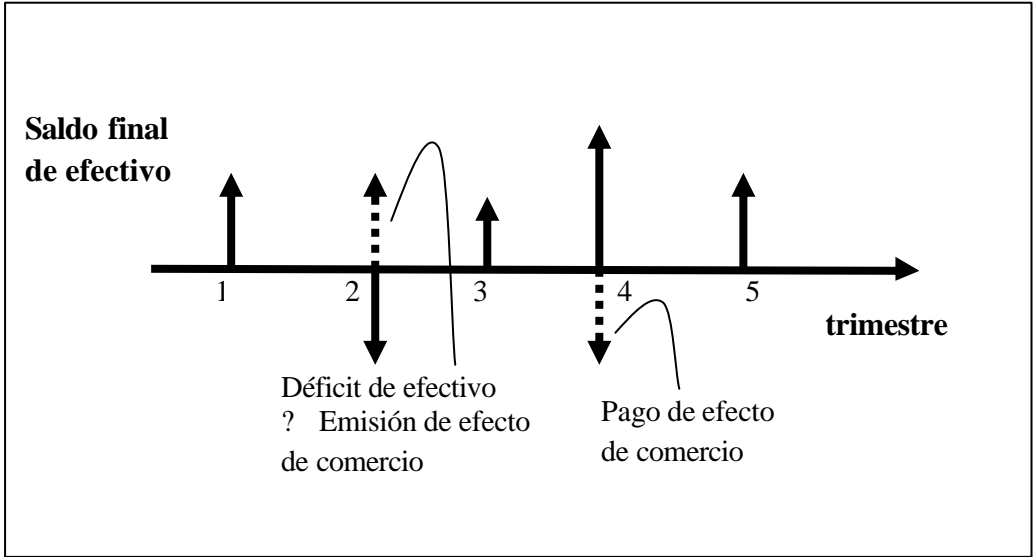 Saldo final
de efectivo
1
2
3
4
5
trimestre
Déficit de efectivo
? Emisión de efecto
de comercio
Pago de efecto
de comercio